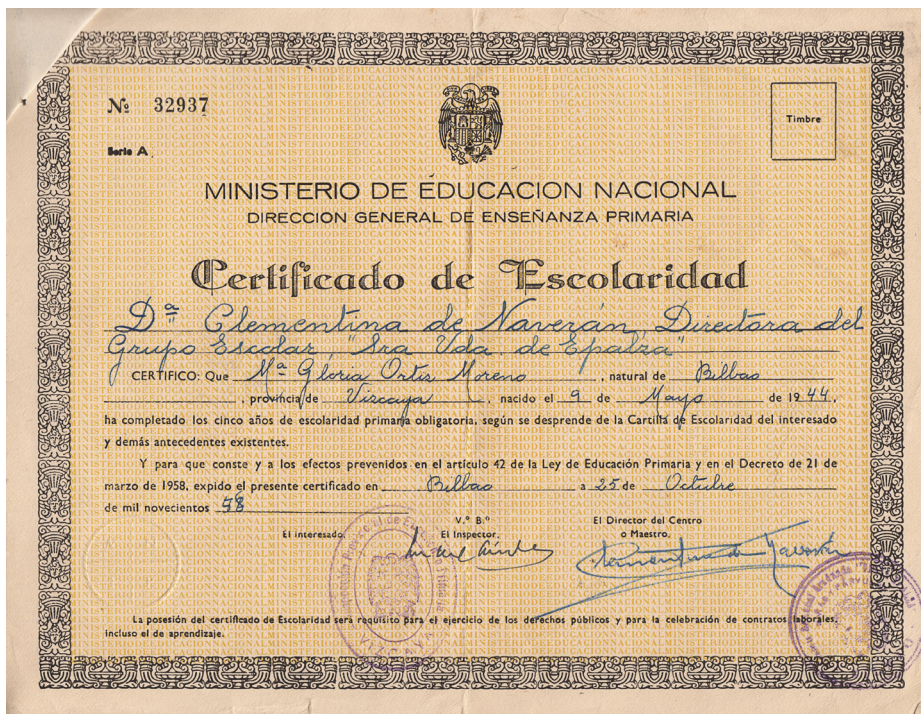 Nº 32937
Serie A
Timbre
MINISTERIO DE EDUCACION NACIONAL
DIRECCION GENERAL DE ENSEÑANZA PRIMARIA
Certificado de Escolaridad
Dª Clementina de Naverán, Directora del
Grupo Escolar "Sra Vda. de Epalza"
CERTIFICO: Que Mª Gloria Ortiz Moreno, natural de Bilbao
, provincia de Vizcaya, nacido el 9 de Mayo de 1944,
ha completado los cinco años de escolaridad primaria obligatoria, según se desprende de la Cartilla de Escolaridad del interesado
y demás antecedentes existentes.
Y para que conste y a los efectos prevenidos en el artículo 42 de la Ley de Educación Primaria y en el Decreto de 21 de
marzo de 1958, expido el presente certificado en Bilbao a 25 de Octubre
de mil novecientos 58
El interesado,
V.º B.º
El Inspector,
El Director del Centro
o Maestro,
Clementina de Naverán
VIZCAYA
La posesión del certificado de Escolaridad será requisito para el ejercicio de los derechos públicos y para la celebración de contratos laborales,
incluso el de aprendizaje.